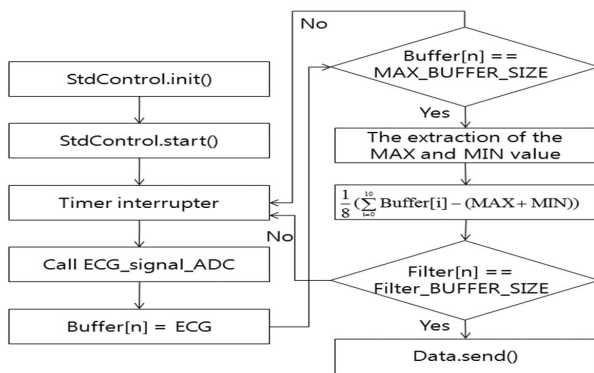 StdControl.init()
StdControl.start()
Timer interrupter
Call ECG_signal_ADC
Buffer[n] = ECG
No
Buffer[n] ==
MAX_BUFFER_SIZE
Yes
The extraction of the
MAX and MIN value
1/8 (∑_{i=0}^{10} Buffer[i] − (MAX + MIN))
No
Filter[n] ==
Filter_BUFFER_SIZE
Yes
Data.send()